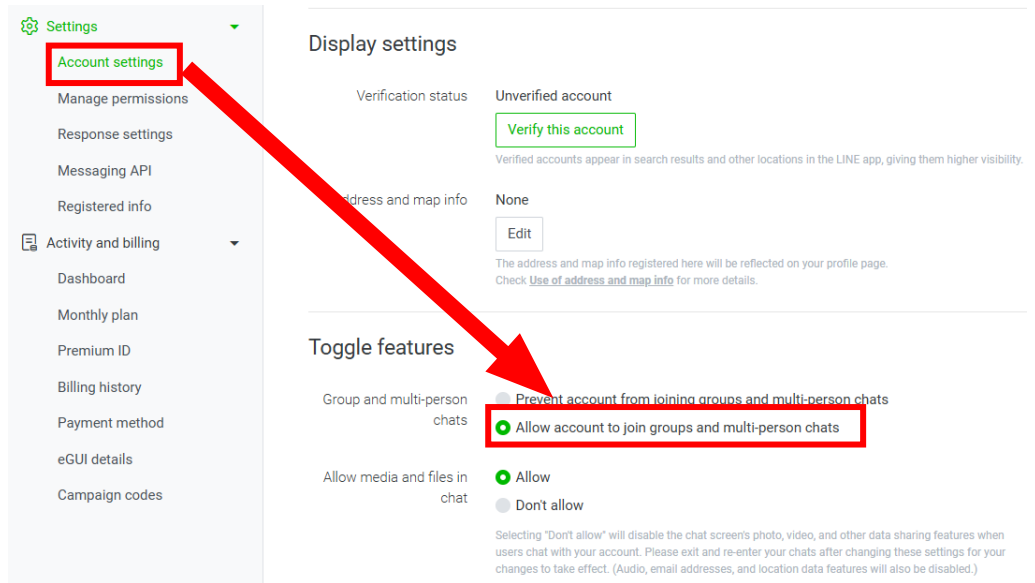 Settings
Account settings
Manage permissions
Response settings
Messaging API
Registered info
Activity and billing
Dashboard
Monthly plan
Premium ID
Billing history
Payment method
eGUI details
Campaign codes
Display settings
Verification status
Unverified account
Verify this account
Verified accounts appear in search results and other locations in the LINE app, giving them higher visibility.
dress and map info
None
Edit
The address and map info registered here will be reflected on your profile page.
Check Use of address and map info for more details.
Toggle features
Group and multi-person
chats
Prevent account from joining groups and multi-person chats
Allow account to join groups and multi-person chats
Allow media and files in
chat
Allow
Don't allow
Selecting "Don't allow" will disable the chat screen's photo, video, and other data sharing features when
users chat with your account. Please exit and re-enter your chats after changing these settings for your
changes to take effect. (Audio, email addresses, and location data features will also be disabled.)